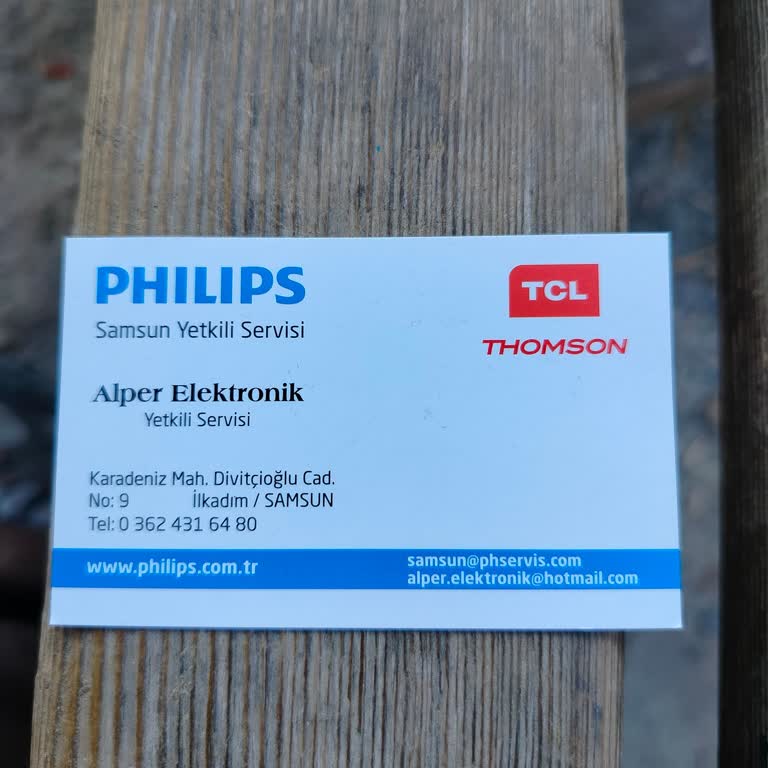 PHILIPS
Samsun Yetkili Servisi
TCL
THOMSON
Alper Elektronik
Yetkili Servisi
Karadeniz Mah. Divitçioğlu Cad.
No: 9 İlkadım / SAMSUN
Tel: 0 362 431 64 80
www.philips.com.tr
samsun@phservis.com
alper.elektronik@hotmail.com